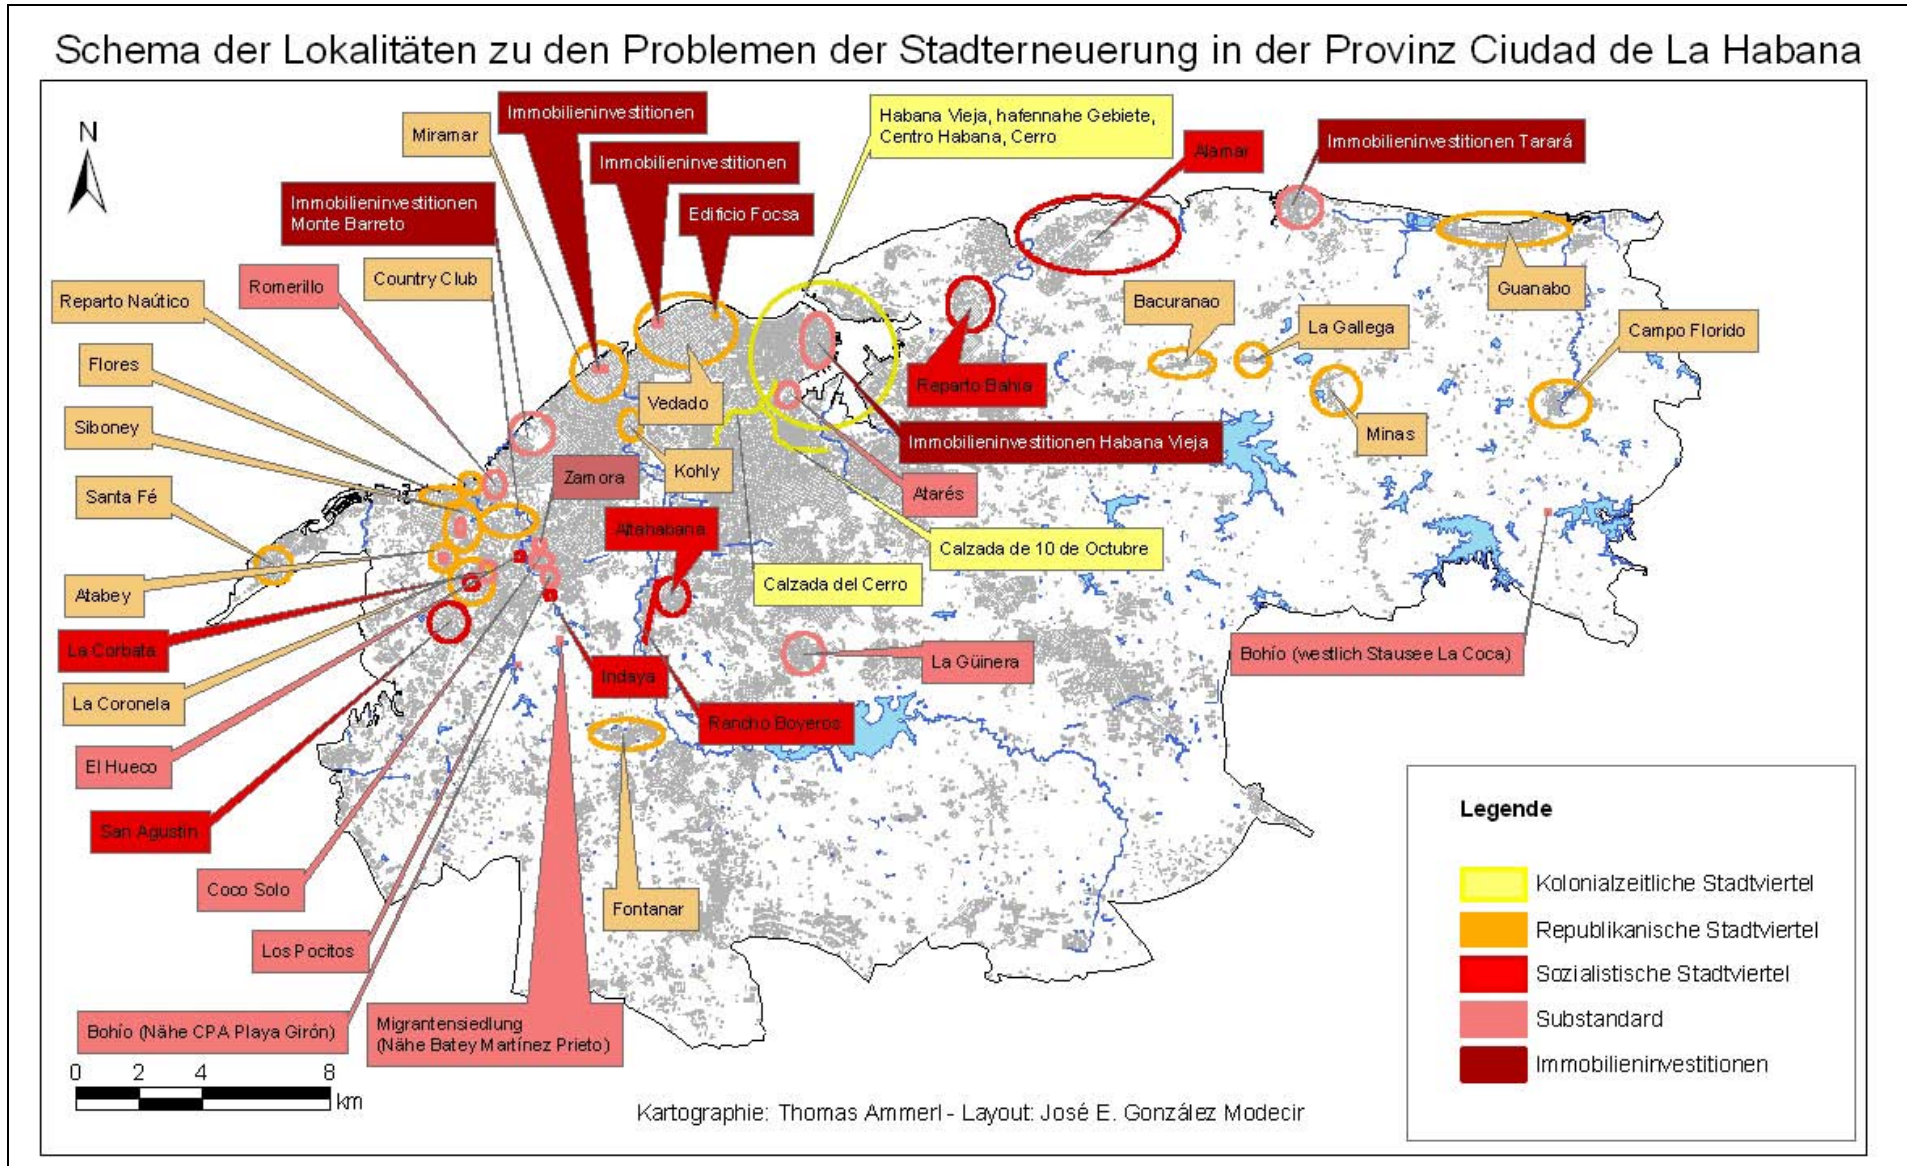 Schema der Lokalitäten zu den Problemen der Stadterneuerung in der Provinz Ciudad de La Habana
N
Miramar
Immobilieninvestitionen
Immobilieninvestitionen
Edificio Focsa
Habana Vieja, hafennahe Gebiete,
Centro Habana, Cerro
Alamar
Immobilieninvestitionen Tarará
Immobilieninvestitionen
Monte Barreto
Romerillo
Country Club
Reparto Naútico
Flores
Siboney
Santa Fé
Atabey
La Corbata
La Coronela
El Hueco
San Agustín
Coco Solo
Los Pocitos
Bohío (Nähe CPA Playa Girón)
Migrantensiedlung
(Nähe Batey Martínez Prieto)
Zamora
Altahabana
Vedado
Kohly
Indaya
Rancho Boyeros
Fontanar
La Güinera
Calzada del Cerro
Calzada de 10 de Octubre
Atarés
Immobilieninvestitionen Habana Vieja
Reparto Bahia
Bacuranao
La Gallega
Guanabo
Campo Florido
Minas
Bohío (westlich Stausee La Coca)
Legende
Kolonialzeitliche Stadtviertel
Republikanische Stadtviertel
Sozialistische Stadtviertel
Substandard
Immobilieninvestitionen
0 2 4 8
km
Kartographie: Thomas Ammerl - Layout: José E. González Modecir